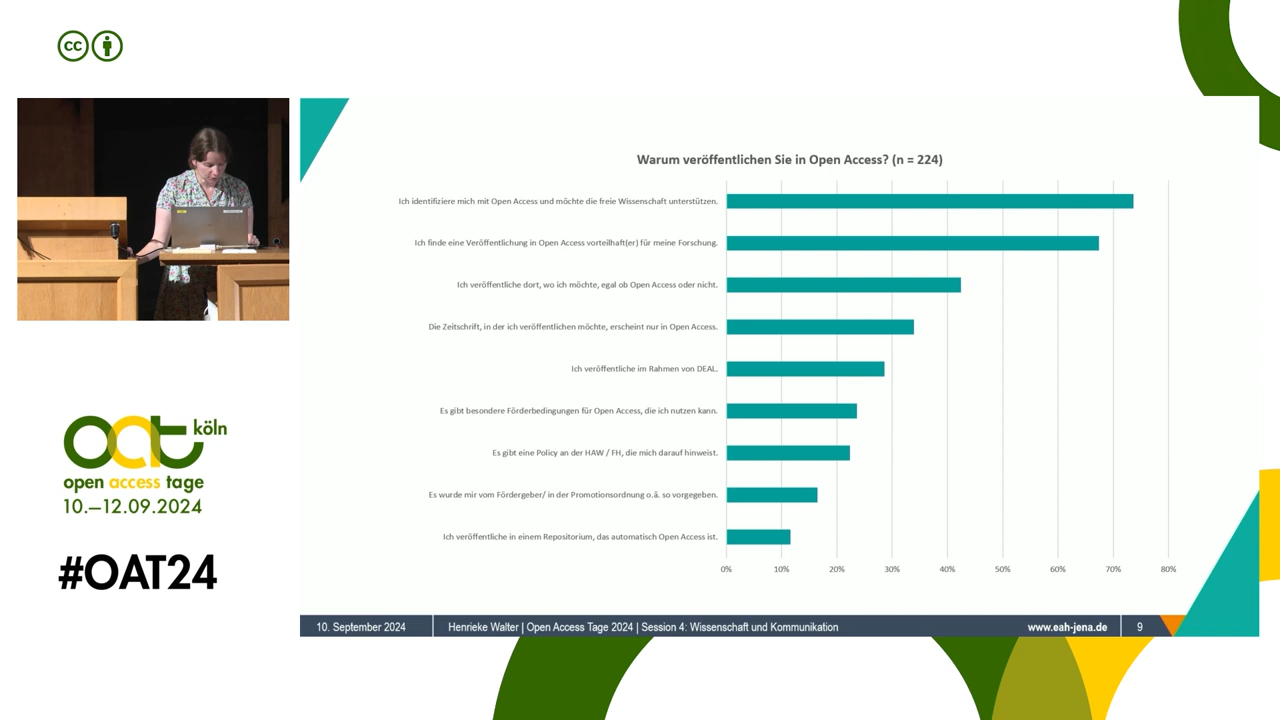 cc
Warum veröffentlichen Sie in Open Access? (n = 224)
Ich identifiziere mich mit Open Access und möchte die freie Wissenschaft unterstützen.
Ich finde eine Veröffentlichung in Open Access vorteilhaft(er) für meine Forschung.
Ich veröffentliche dort, wo ich möchte, egal ob Open Access oder nicht.
Die Zeitschrift, in der ich veröffentlichen möchte, erscheint nur in Open Access.
Ich veröffentliche im Rahmen von DEAL.
Es gibt besondere Förderbedingungen für Open Access, die ich nutzen kann.
Es gibt eine Policy an der HAW / FH, die mich darauf hinweist.
Es wurde mir vom Fördergeber/ in der Promotionsordnung o.ä. so vorgegeben.
Ich veröffentliche in einem Repositorium, das automatisch Open Access ist.
0% 10% 20% 30% 40% 50% 60% 70% 80%
10. September 2024 Henrieke Walter | Open Access Tage 2024 | Session 4: Wissenschaft und Kommunikation www.eah-jena.de 9
oat köln
open access tage
10.–12.09.2024
#OAT24